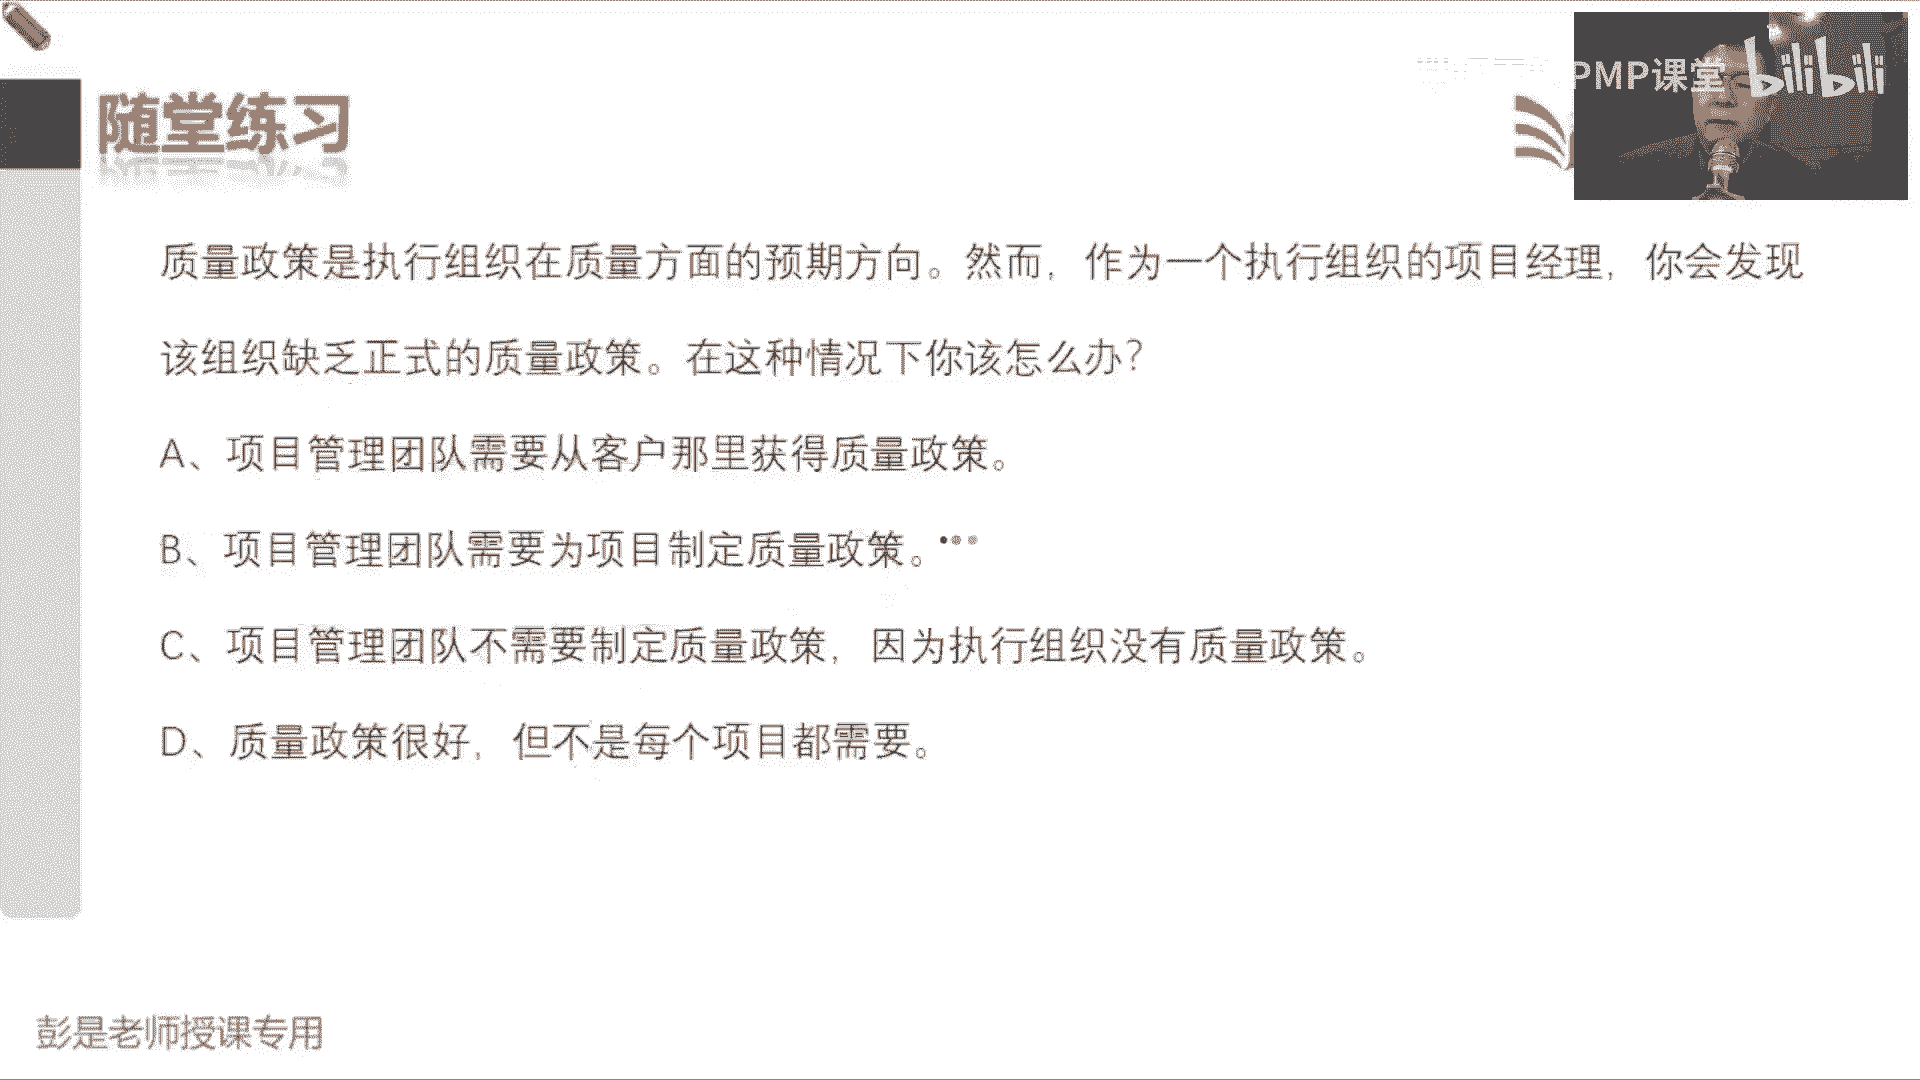 PMP课堂 bilibili
随堂练习
质量政策是执行组织在质量方面的预期方向。然而，作为一个执行组织的项目经理，你会发现
该组织缺乏正式的质量政策。在这种情况下你该怎么办？
A、项目管理团队需要从客户那里获得质量政策。
B、项目管理团队需要为项目制定质量政策。
C、项目管理团队不需要制定质量政策，因为执行组织没有质量政策。
D、质量政策很好，但不是每个项目都需要。
彭是老师授课专用